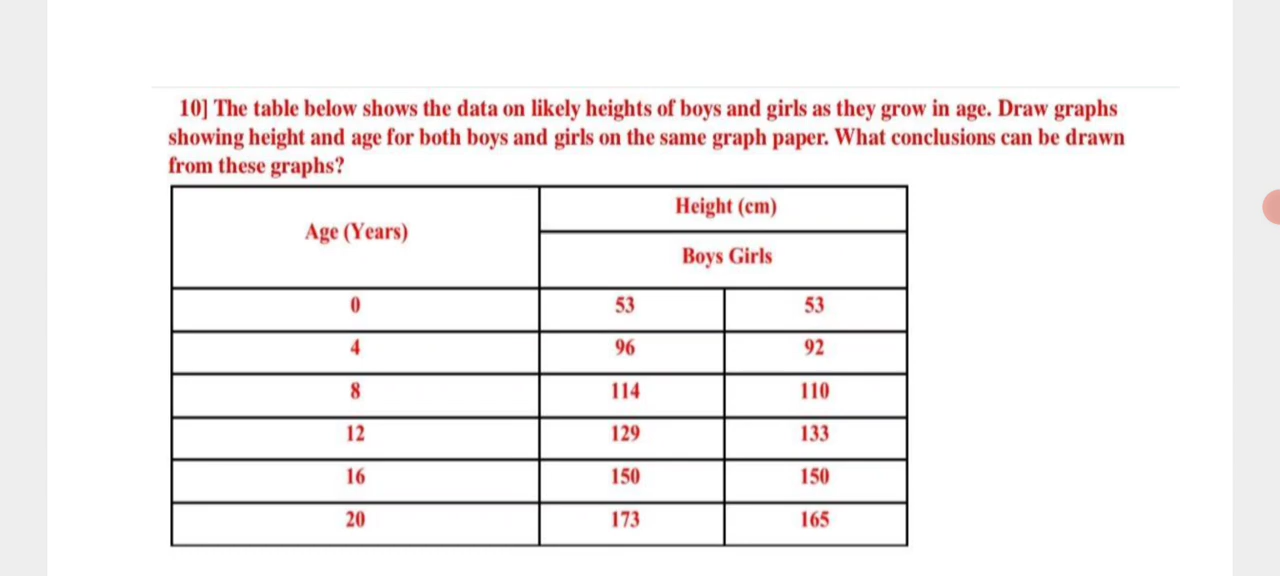 10] The table below shows the data on likely heights of boys and girls as they grow in age. Draw graphs
showing height and age for both boys and girls on the same graph paper. What conclusions can be drawn
from these graphs?
Age (Years) Height (cm)
Boys Girls
0 53 53
4 96 92
8 114 110
12 129 133
16 150 150
20 173 165